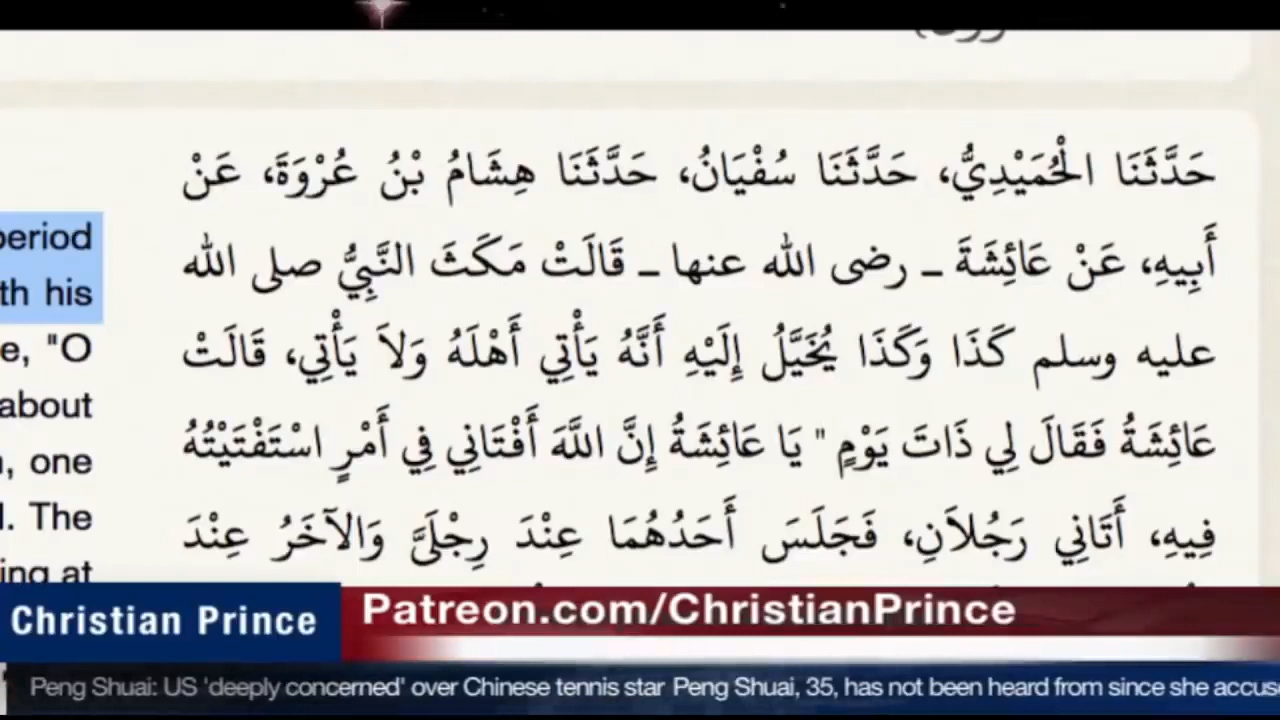 period
th his
e, "O
about
, one
. The
ing at
حَدَّثَنَا الْحُمَيْدِيُّ، حَدَّثَنَا سُفْيَانُ، حَدَّثَنَا هِشَامُ بْنُ عُرْوَةَ، عَنْ
أَبِيهِ، عَنْ عَائِشَةَ ـ رضى الله عنها ـ قَالَتْ مَكَثَ النَّبِيُّ صلى الله
عليه وسلم كَذَا وَكَذَا يُخَيَّلُ إِلَيْهِ أَنَّهُ يَأْتِي أَهْلَهُ وَلاَ يَأْتِي، قَالَتْ
عَائِشَةُ فَقَالَ لِي ذَاتَ يَوْمٍ " يَا عَائِشَةُ إِنَّ اللَّهَ أَفْتَانِي فِي أَمْرٍ اسْتَفْتَيْتُهُ
فِيهِ، أَتَانِي رَجُلاَنِ، فَجَلَسَ أَحَدُهُمَا عِنْدَ رِجْلَىَّ وَالآخَرُ عِنْدَ
Christian Prince
Patreon.com/ChristianPrince
Peng Shuai: US 'deeply concerned' over Chinese tennis star Peng Shuai, 35, has not been heard from since she accus